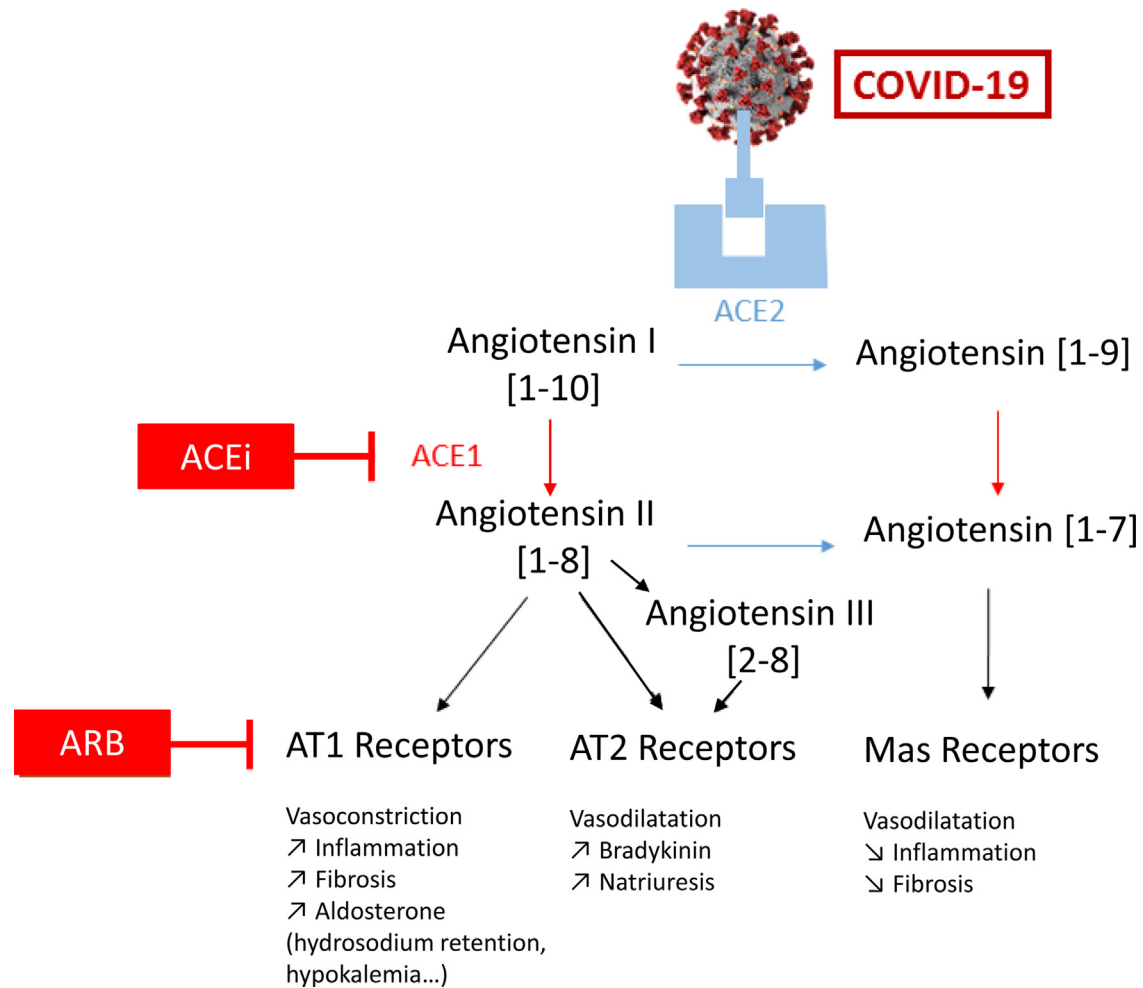 COVID-19
ACE2
Angiotensin I
[1-10]
Angiotensin [1-9]
ACEi
ACE1
Angiotensin II
[1-8]
Angiotensin [1-7]
Angiotensin III
[2-8]
ARB
AT1 Receptors
AT2 Receptors
Mas Receptors
Vasoconstriction
↗ Inflammation
↗ Fibrosis
↗ Aldosterone
(hydrosodium retention,
hypokalemia...)
Vasodilatation
↗ Bradykinin
↗ Natriuresis
Vasodilatation
↘ Inflammation
↘ Fibrosis